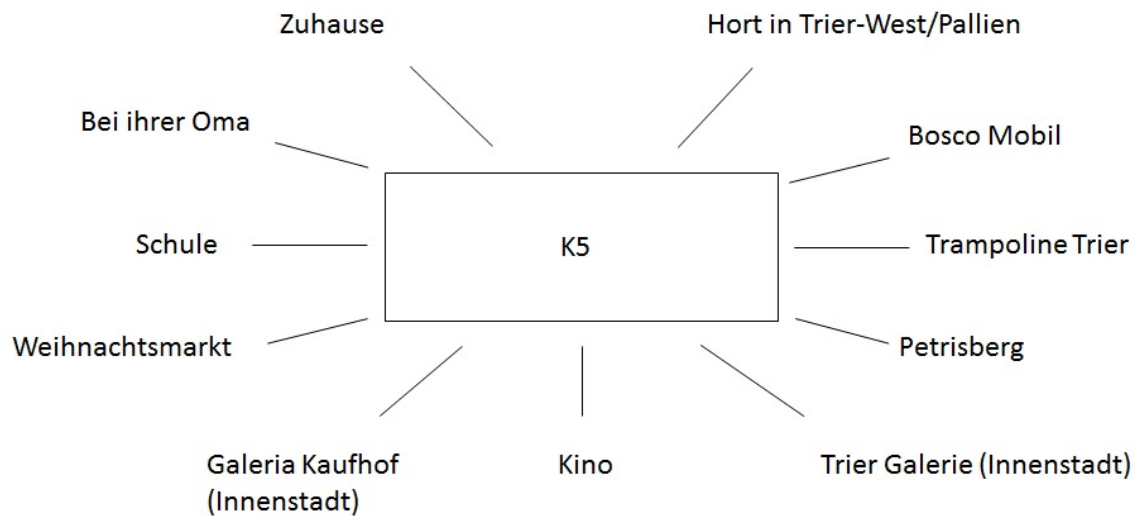 Zuhause
Hort in Trier-West/Pallien
Bei ihrer Oma
Bosco Mobil
Schule
K5
Trampoline Trier
Weihnachtsmarkt
Petrisberg
Galeria Kaufhof
(Innenstadt)
Kino
Trier Galerie (Innenstadt)